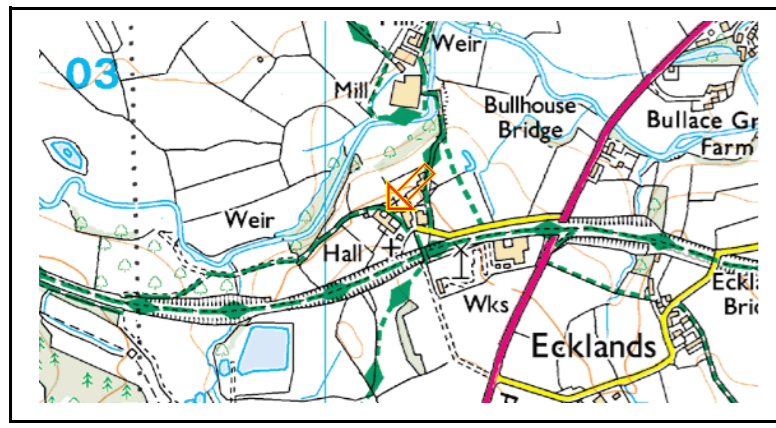 Weir
03
Mill
Bullhouse
Bridge
Bullace Gr
Farm
Weir
Hall
Wks
Eckla
Bri
Ecklands